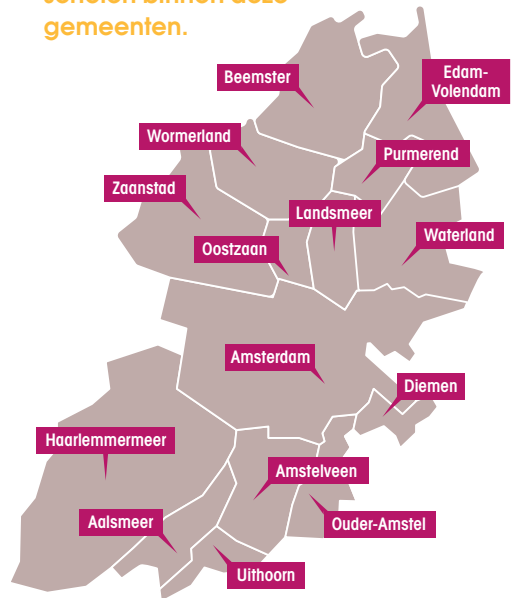 gemeenten.
Beemster
Edam-
Volendam
Wormerland
Purmerend
Zaanstad
Landsmeer
Oostzaan
Waterland
Amsterdam
Diemen
Haarlemmermeer
Amstelveen
Aalsmeer
Ouder-Amstel
Uithoorn